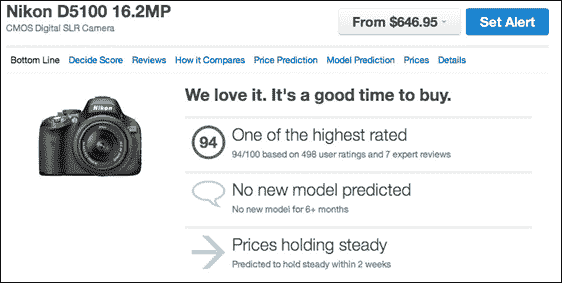 Nikon D5100 16.2MP
CMOS Digital SLR Camera
From $646.95
Set Alert
Bottom Line Decide Score Reviews How it Compares Price Prediction Model Prediction Prices Details
We love it. It's a good time to buy.
Nikon
94
One of the highest rated
94/100 based on 498 user ratings and 7 expert reviews
No new model predicted
No new model for 6+ months
Prices holding steady
Predicted to hold steady within 2 weeks